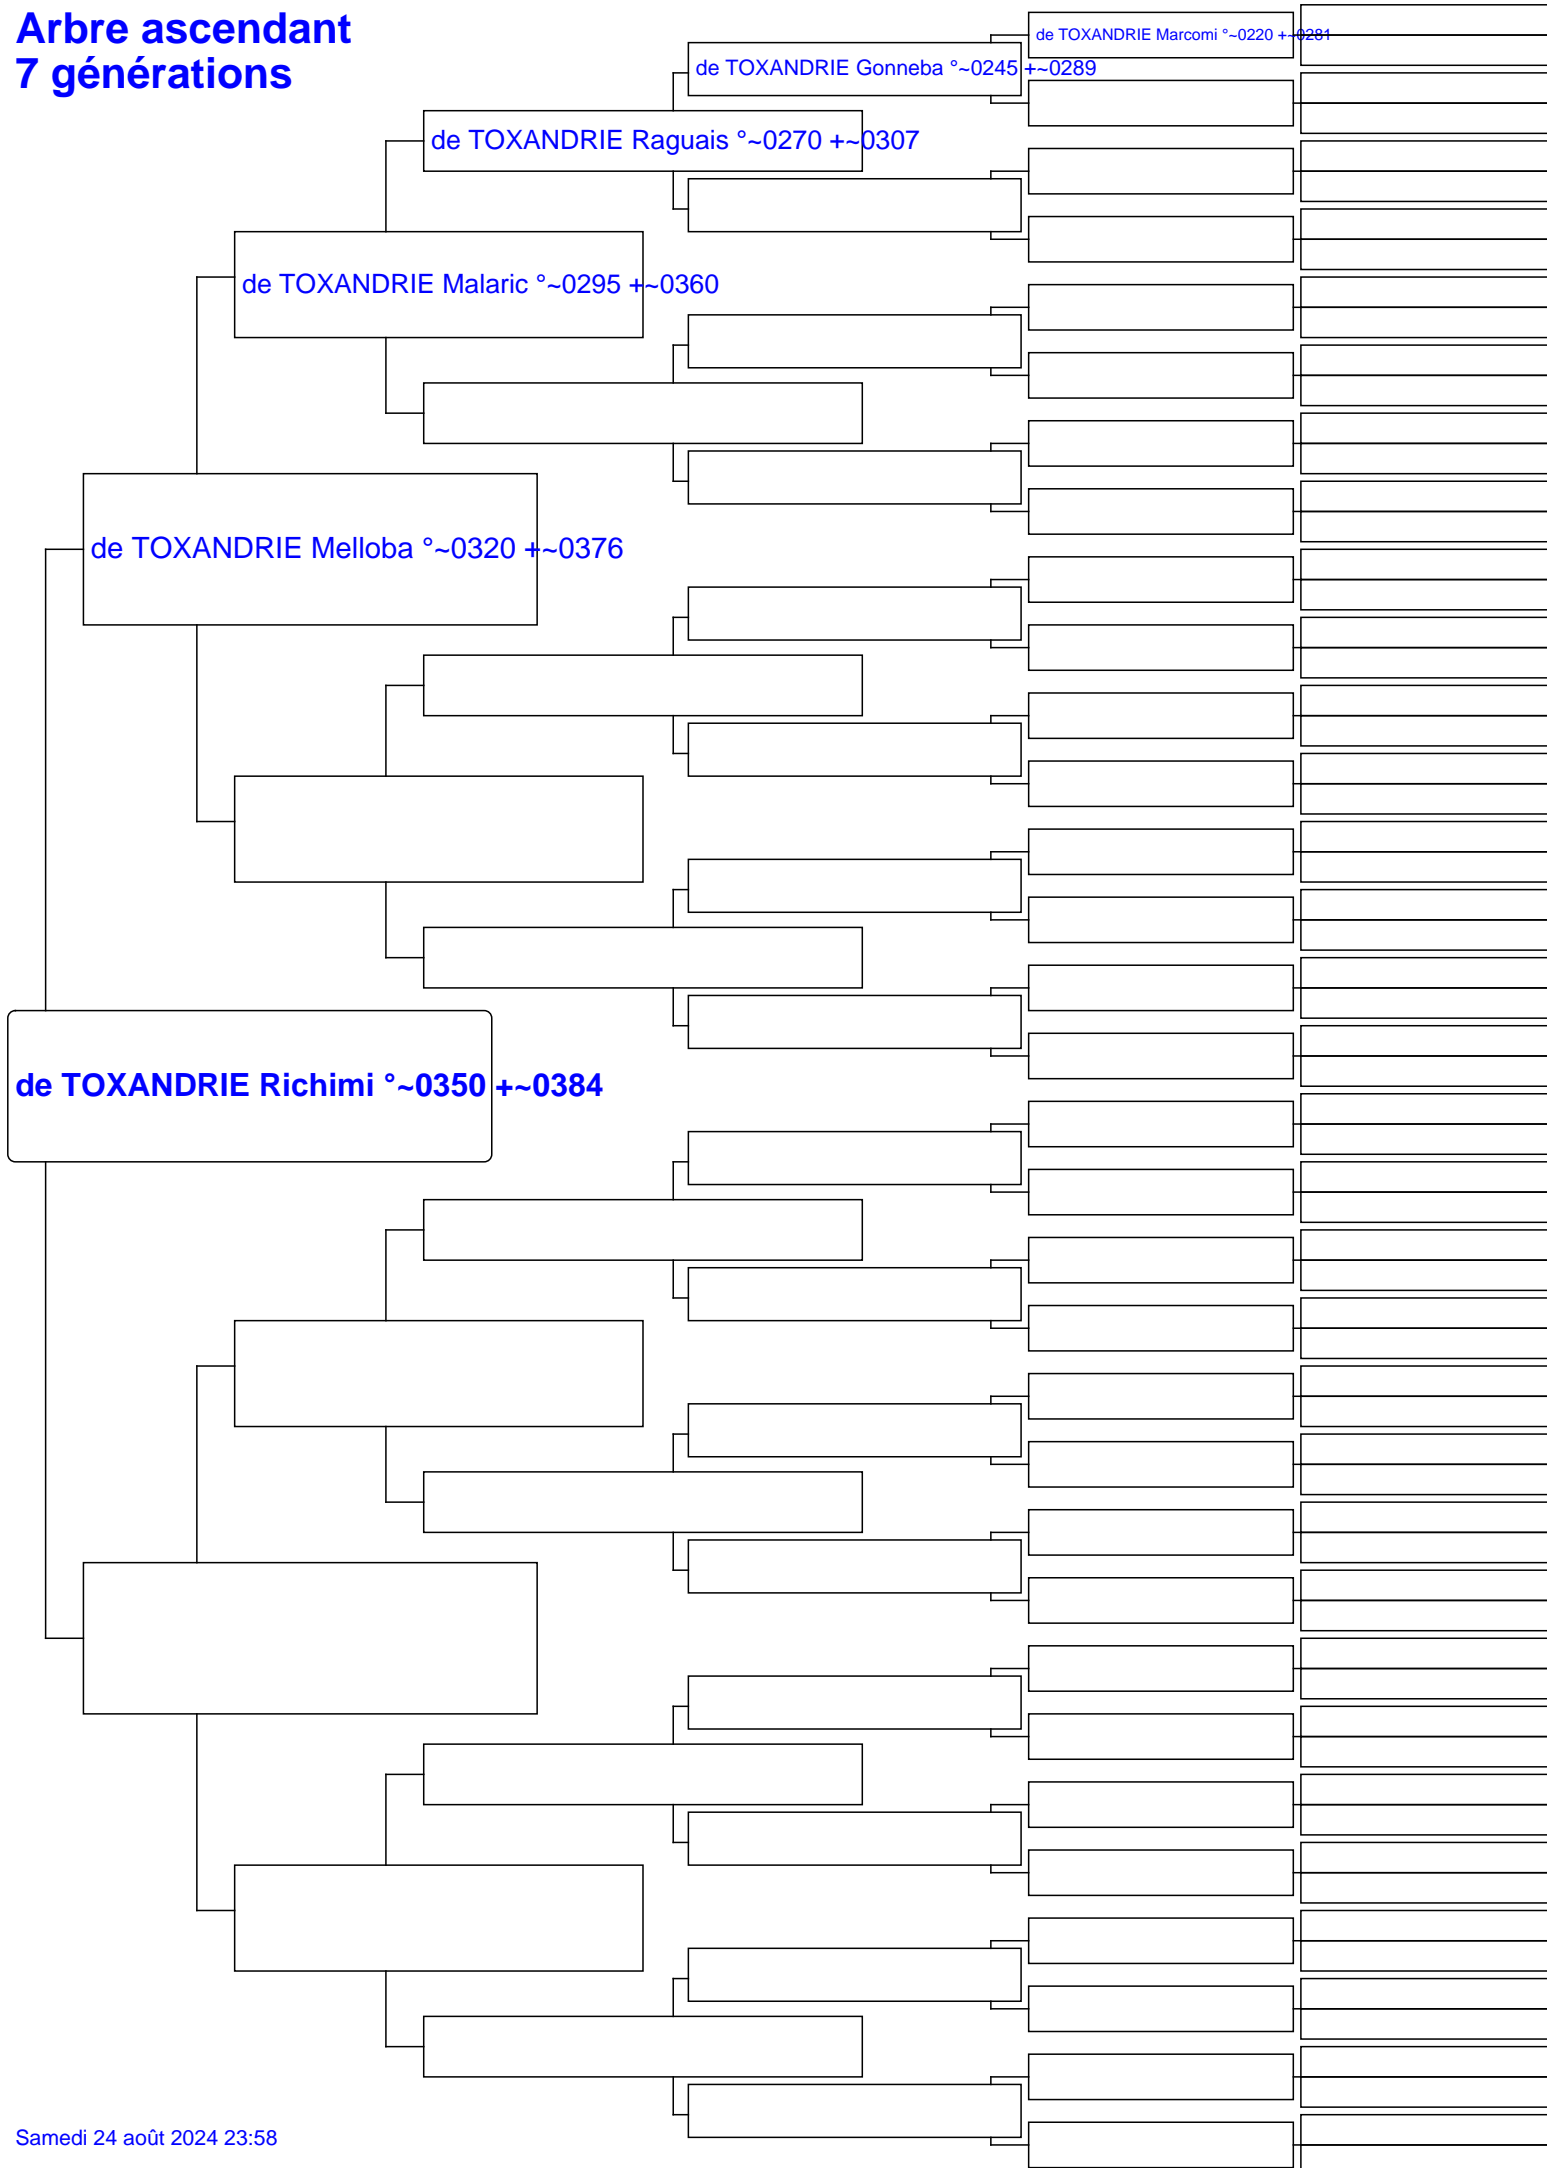 Arbre ascendant
7 générations
de TOXANDRIE Marcomi °~0220 +~0281
de TOXANDRIE Gonneba °~0245 +~0289
de TOXANDRIE Raguais °~0270 +~0307
de TOXANDRIE Malaric °~0295 +~0360
de TOXANDRIE Melloba °~0320 +~0376
de TOXANDRIE Richimi °~0350 +~0384
Samedi 24 août 2024 23:58